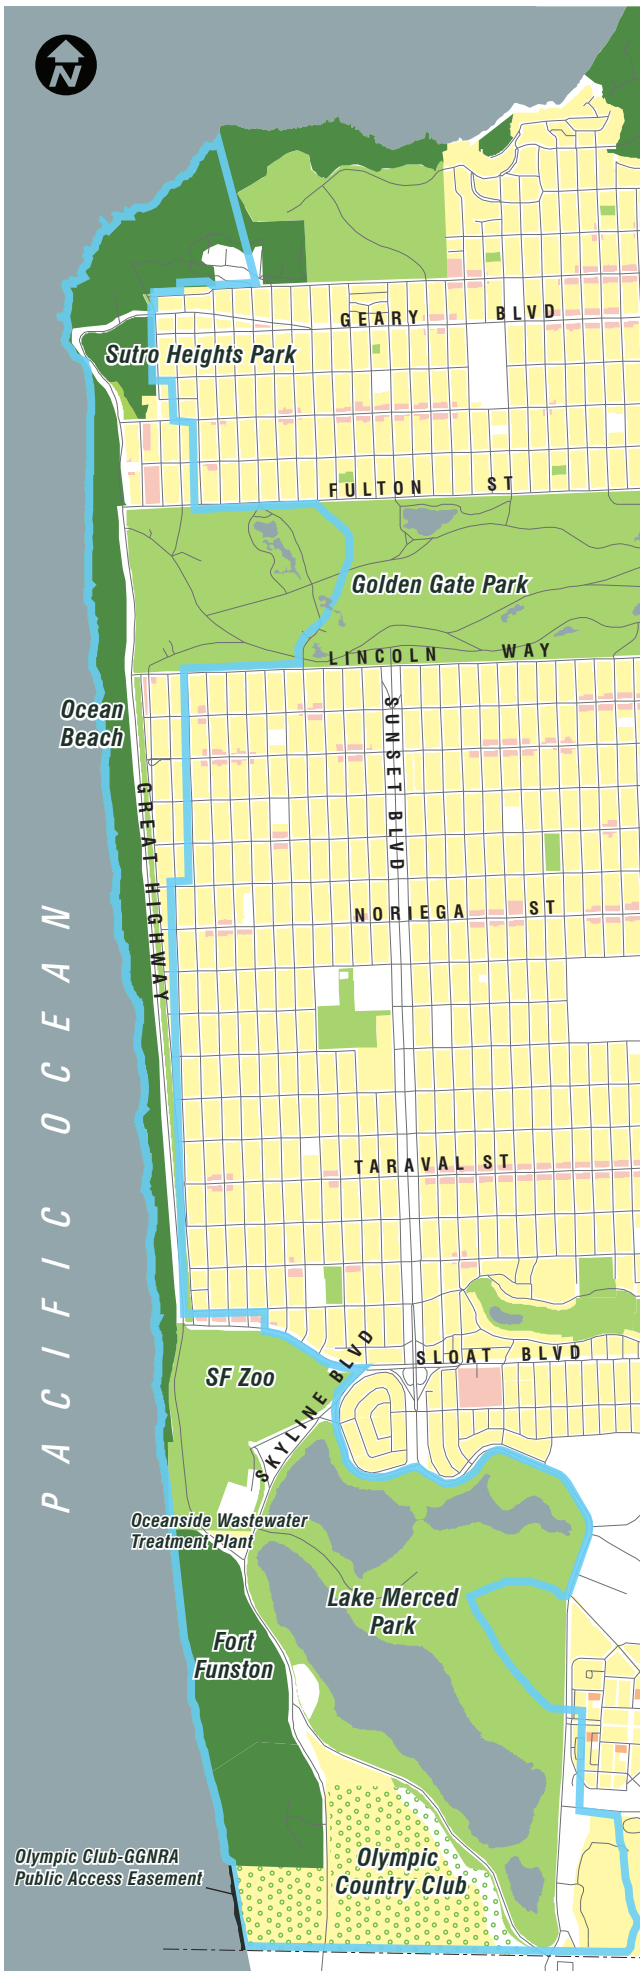 N
GEARY BLVD
Sutro Heights Park
FULTON ST
Golden Gate Park
LINCOLN WAY
Ocean
Beach
SUNSET BLVD
GREAT HIGHWAY
NORIEGA ST
PACIFIC OCEAN
TARAVAL ST
SLOAT BLVD
SF Zoo
SKYLINE BLVD
Oceanside Wastewater
Treatment Plant
Lake Merced
Park
Fort
Funston
Olympic Club-GGNRA
Public Access Easement
Olympic
Country Club